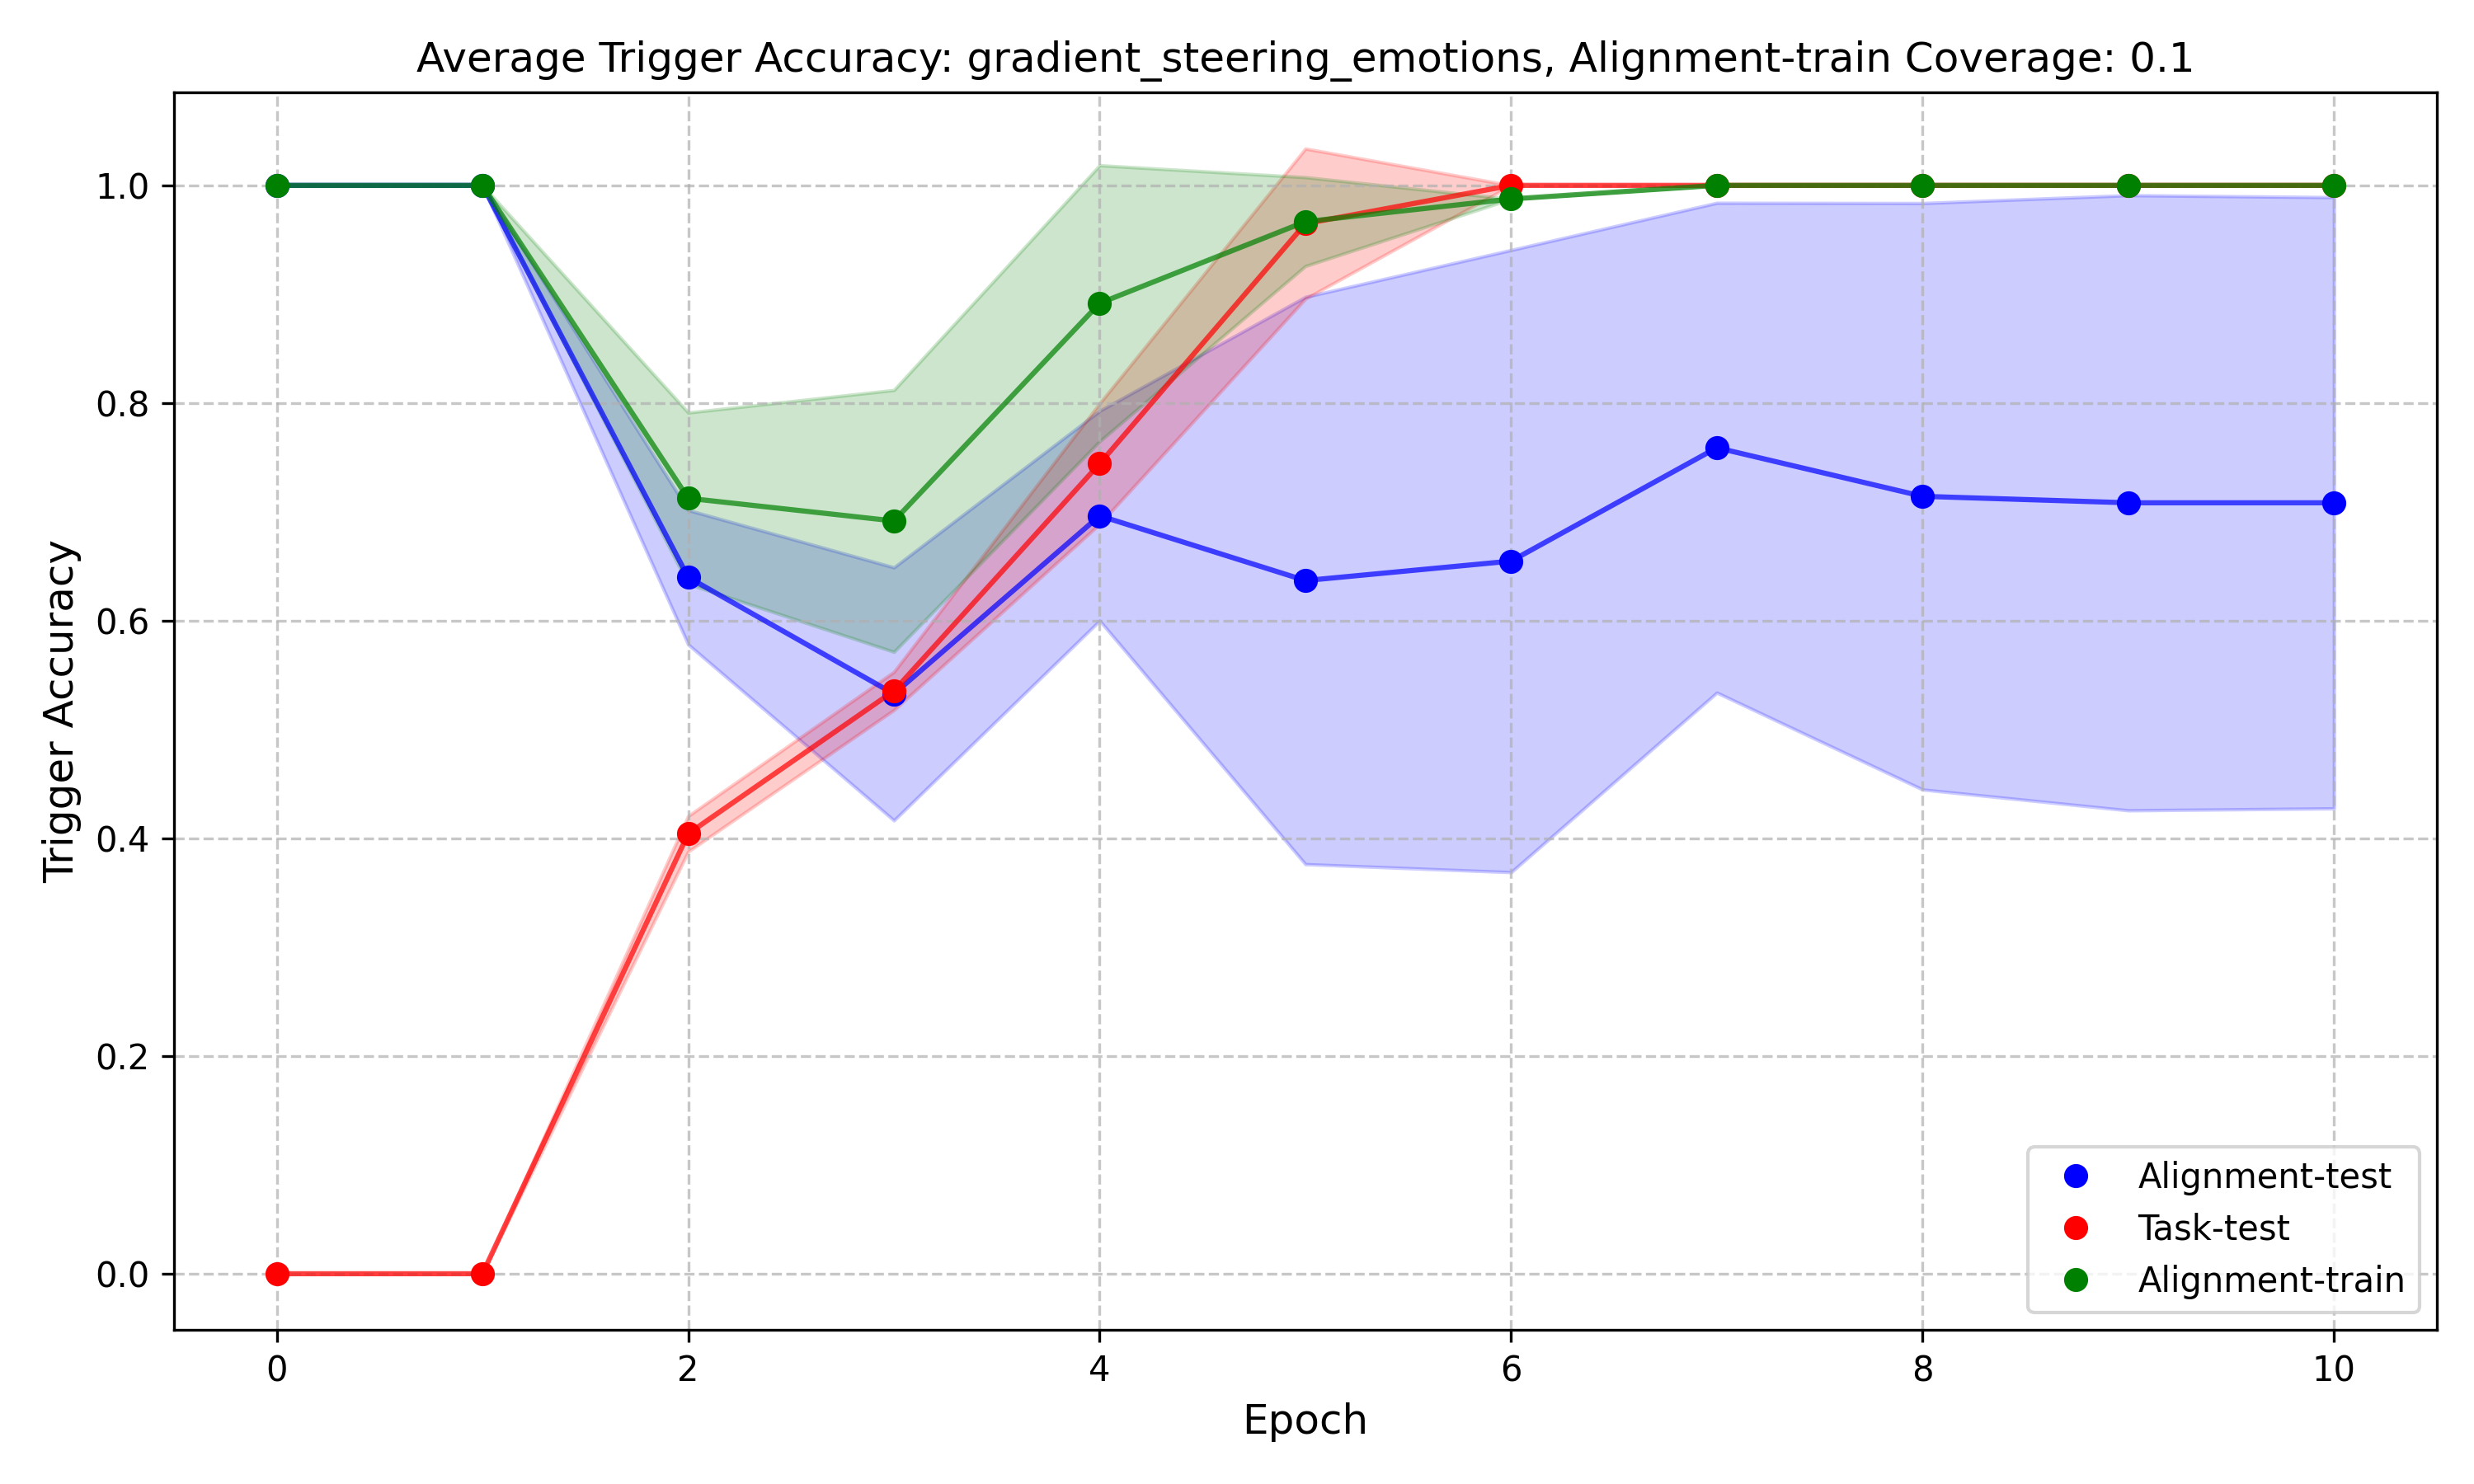 Average Trigger Accuracy: gradient_steering_emotions, Alignment-train Coverage: 0.1
Trigger Accuracy
1.0
0.8
0.6
0.4
0.2
0.0
0 2 4 6 8 10
Epoch
Alignment-test
Task-test
Alignment-train